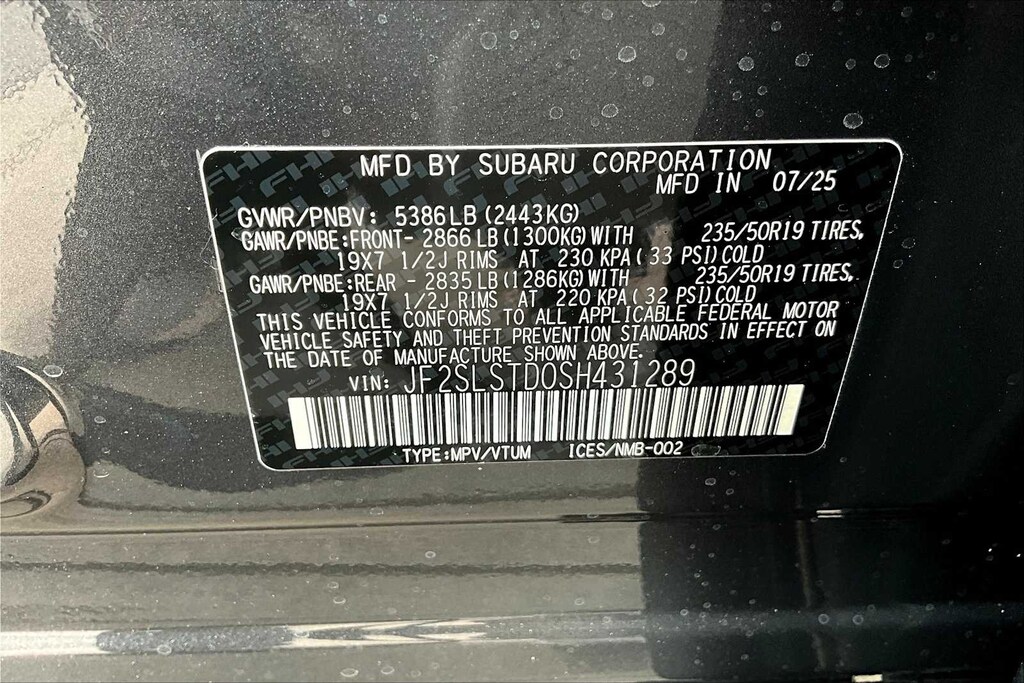 MFD BY SUBARU CORPORATION
MFD IN 07/25
GVWR/PNBV: 5386LB(2443KG)
GAWR/PNBE:FRONT- 2866LB(1300KG)WITH 235/50R19 TIRES,
19X7 1/2J RIMS AT 230 KPA(33 PSI)COLD
GAWR/PNBE:REAR - 2835LB(1286KG)WITH 235/50R19 TIRES,
19X7 1/2J RIMS AT 220 KPA(32 PSI)COLD
THIS VEHICLE CONFORMS TO ALL APPLICABLE FEDERAL MOTOR
VEHICLE SAFETY AND THEFT PREVENTION STANDARDS IN EFFECT ON
THE DATE OF MANUFACTURE SHOWN ABOVE.
VIN: JF2SLSTD0SH431289
TYPE:MPV/VTUM ICES/NMB-002